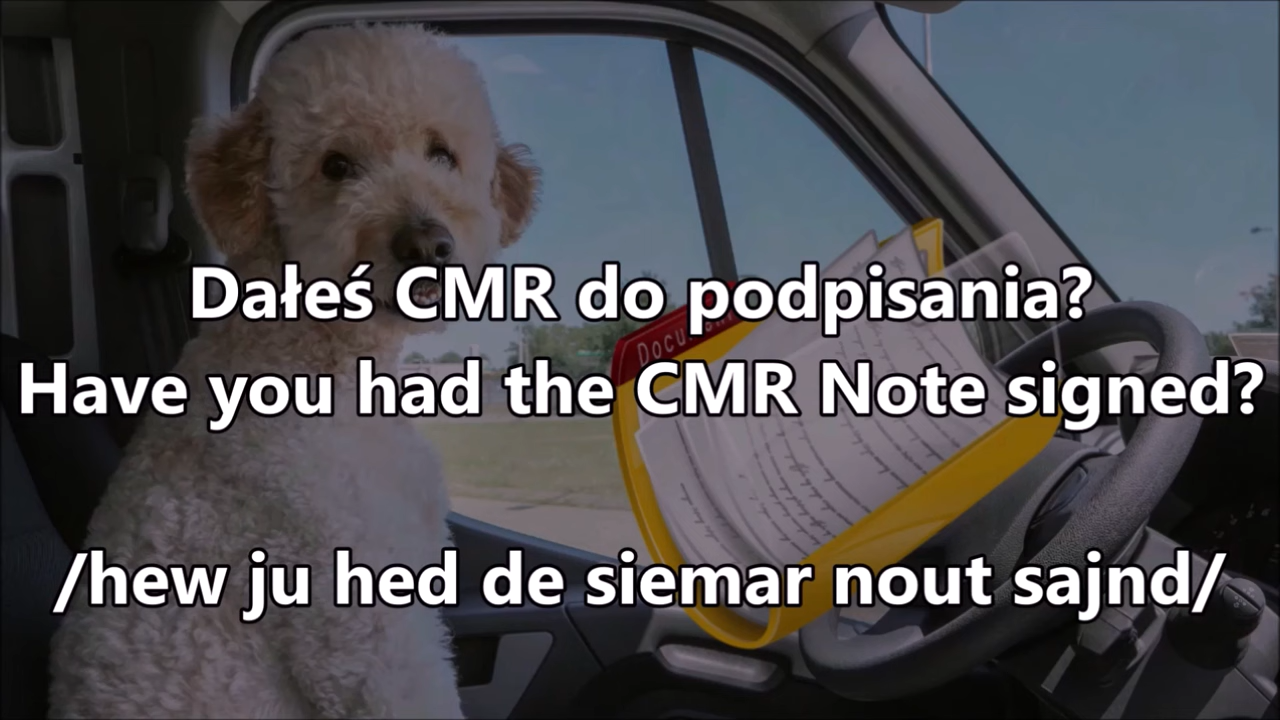 Dałeś CMR do podpisania?
Have you had the CMR Note signed?
/hew ju hed de siemar nout sajnd/